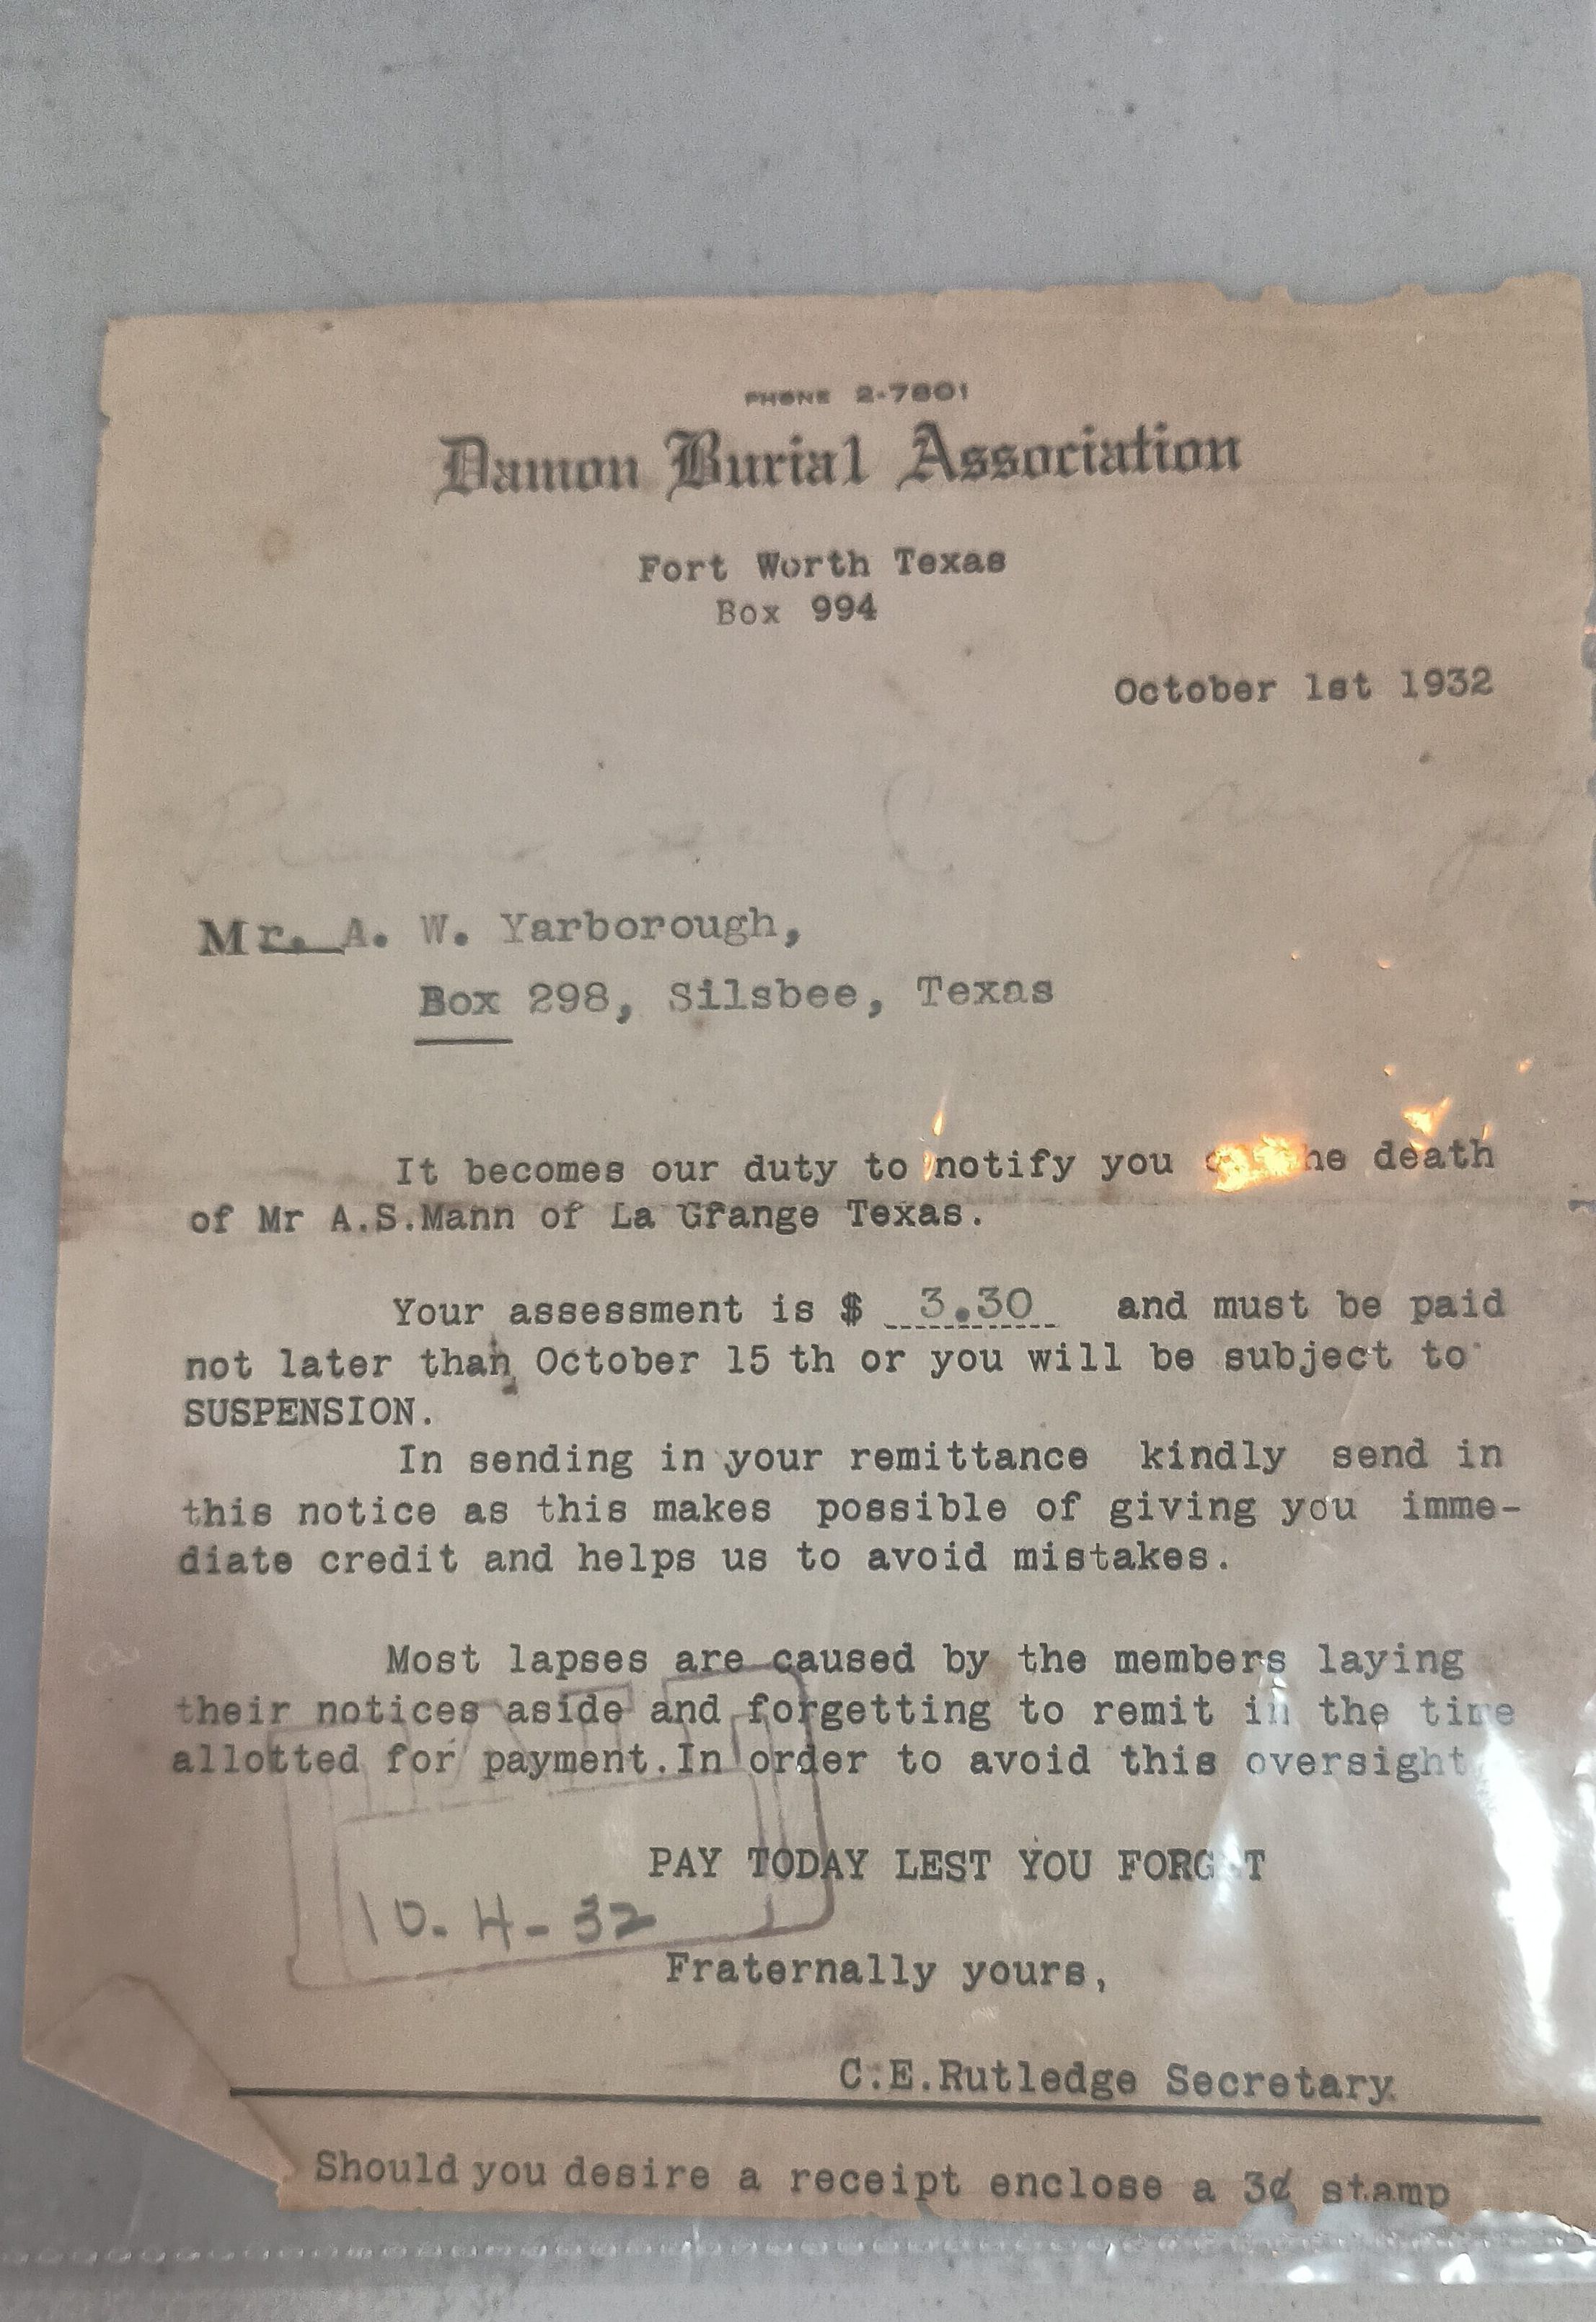 PHONE 2-7801
Damon Burial Association
Fort Worth Texas
Box 994
October 1st 1932
Mr. A. W. Yarborough,
Box 298, Silsbee, Texas
It becomes our duty to notify you he death
of Mr A.S.Mann of La Grange Texas.
Your assessment is $ 3.30 and must be paid
not later than October 15 th or you will be subject to
SUSPENSION.
In sending in your remittance kindly send in
this notice as this makes possible of giving you imme-
diate credit and helps us to avoid mistakes.
Most lapses are caused by the members laying
their notices aside and forgetting to remit in the time
allotted for payment.In order to avoid this oversight
PAY TODAY LEST YOU FORGET
10-4-32
Fraternally yours,
C.E.Rutledge Secretary
Should you desire a receipt enclose a 3¢ stamp